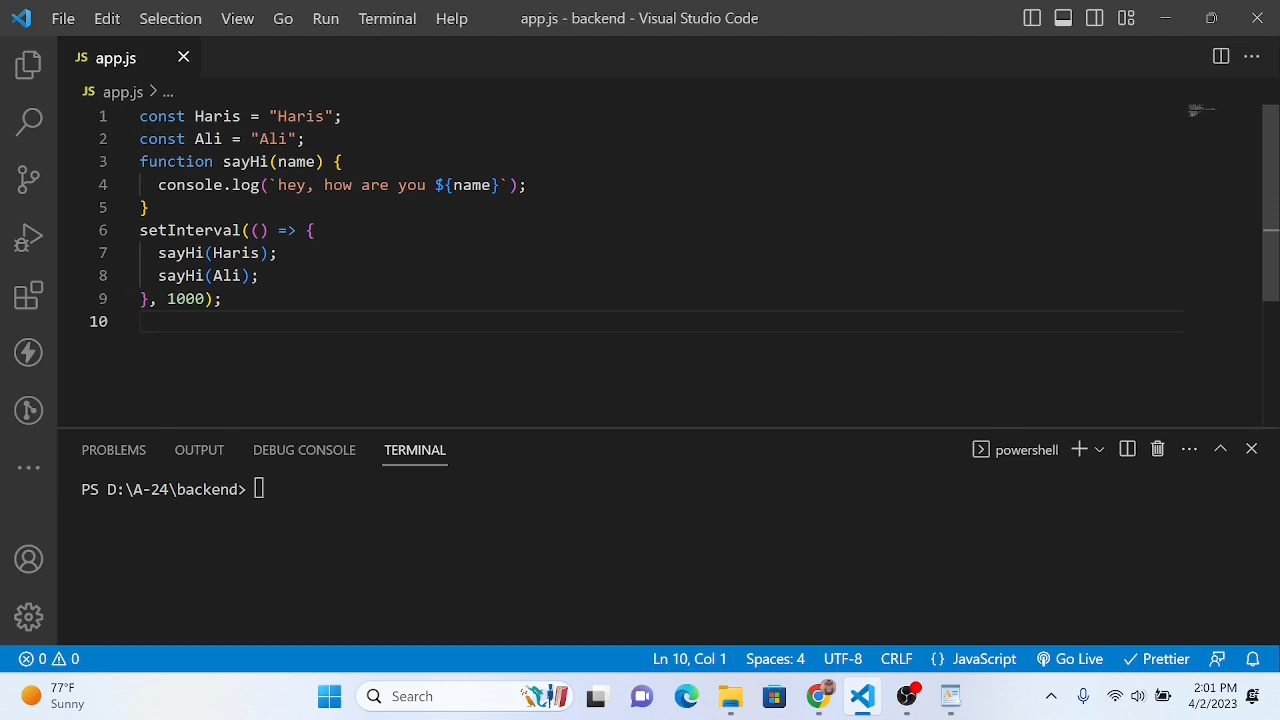 File Edit Selection View Go Run Terminal Help app.js - backend - Visual Studio Code
JS app.js
JS app.js > ...
1 const Haris = "Haris";
2 const Ali = "Ali";
3 function sayHi(name) {
4 console.log(`hey, how are you ${name}`);
5 }
6 setInterval(() => {
7 sayHi(Haris);
8 sayHi(Ali);
9 }, 1000);
10
PROBLEMS OUTPUT DEBUG CONSOLE TERMINAL powershell
PS D:\A-24\backend>
0 0 Ln 10, Col 1 Spaces: 4 UTF-8 CRLF {} JavaScript Go Live Prettier
77°F
Sunny
Search
2:01 PM
4/2/2023